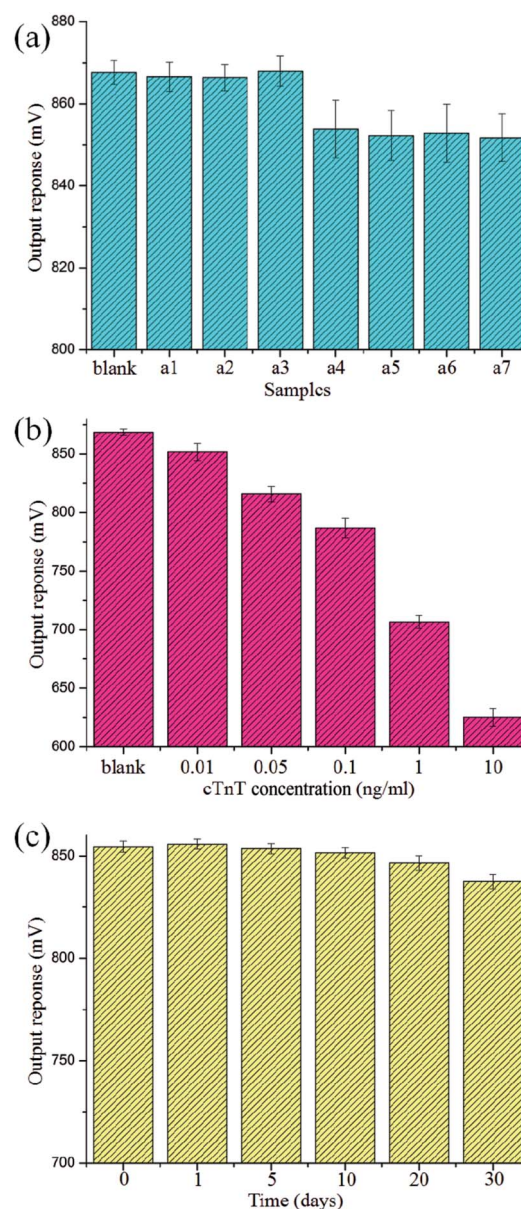 (a)
Output reponse (mV)
880
860
840
820
800
blank a1 a2 a3 a4 a5 a6 a7
Samples
(b)
Output reponse (mV)
850
800
750
700
650
600
blank 0.01 0.05 0.1 1 10
cTnT concentration (ng/ml)
(c)
Output reponse (mV)
850
800
750
700
0 1 5 10 20 30
Time (days)